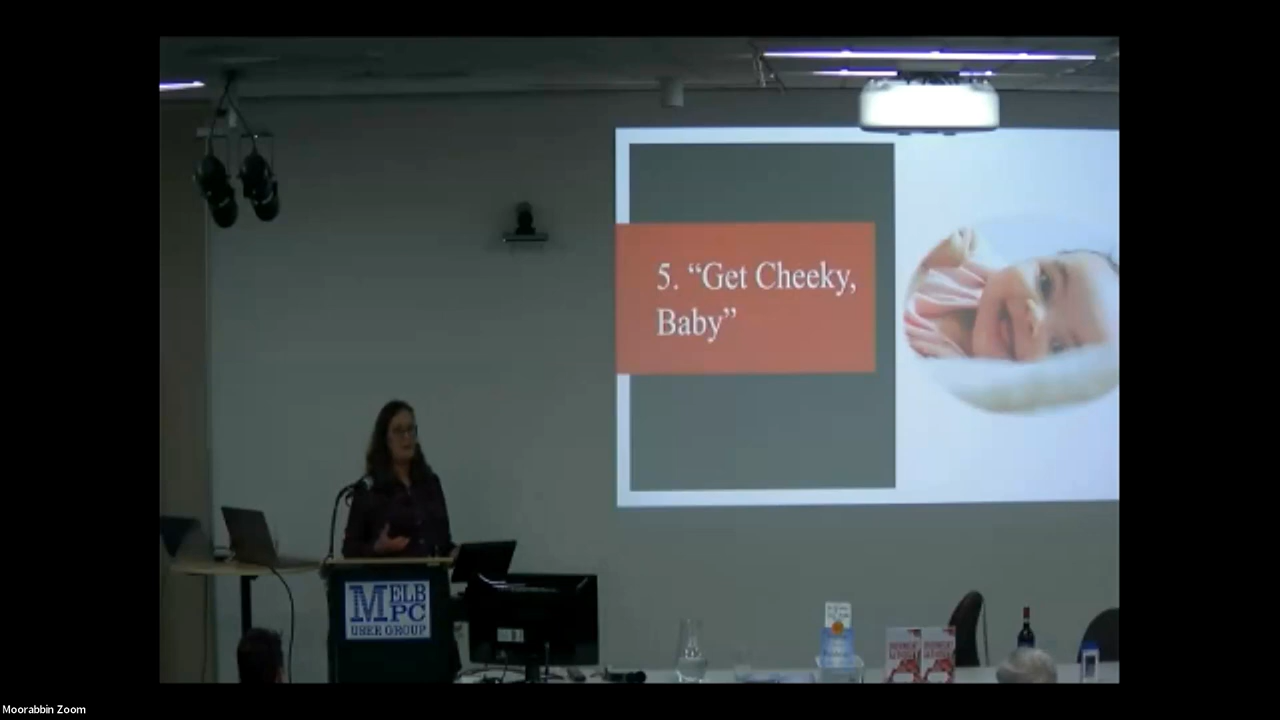 5. “Get Cheeky,
Baby”
MELB
PC
USER GROUP
Moorabbin Zoom